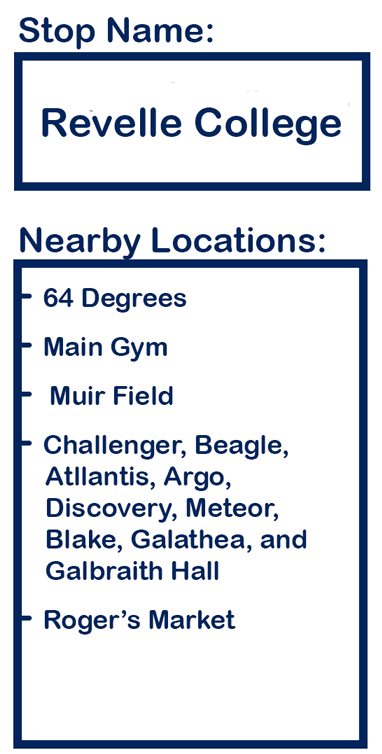 Stop Name:
Revelle College
Nearby Locations:
- 64 Degrees
- Main Gym
- Muir Field
- Challenger, Beagle,
Atllantis, Argo,
Discovery, Meteor,
Blake, Galathea, and
Galbraith Hall
- Roger’s Market